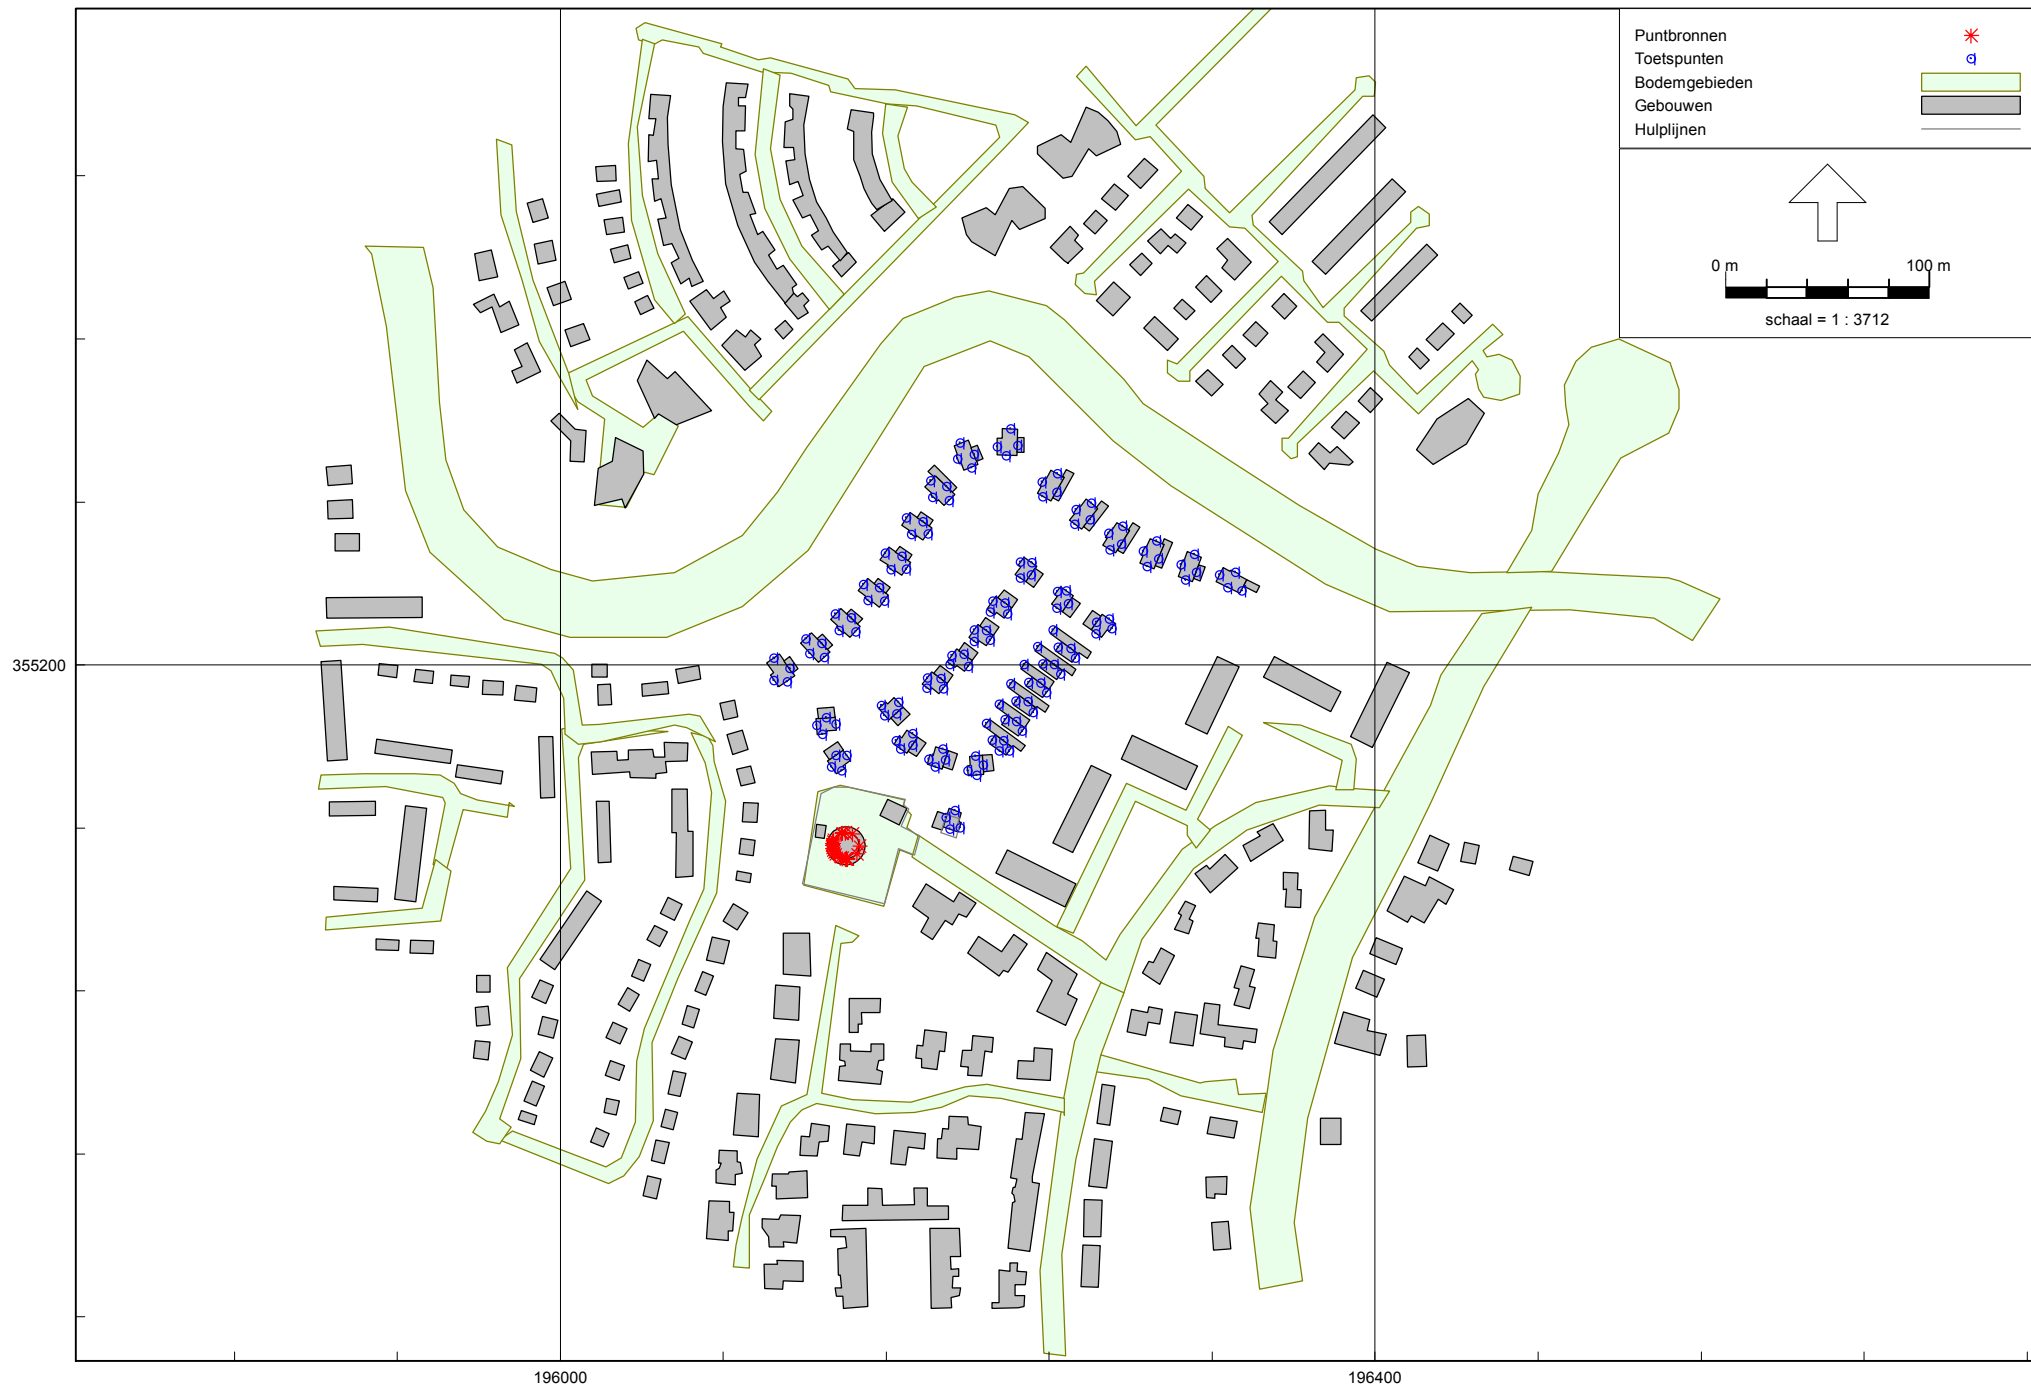 Puntbronnen
Toetspunten
Bodemgebieden
Gebouwen
Hulplijnen
0 m 100 m
schaal = 1 : 3712
355200
196000 196400